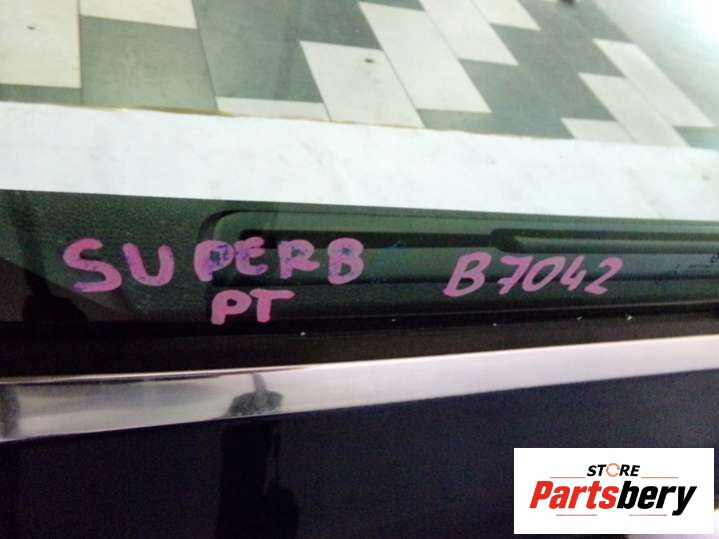 SUPERB B7042
PT
STORE
Partsbery